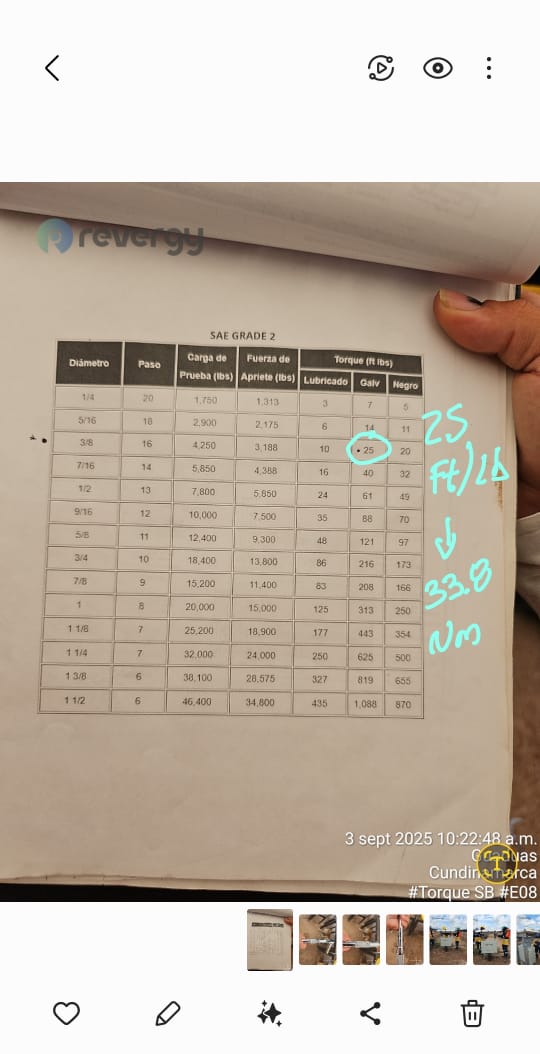 revergy
SAE GRADE 2
Diámetro Paso Carga de Prueba (lbs) Fuerza de Apriete (lbs) Torque (ft lbs)
Lubricado Galv Negro
1/4 20 1,750 1,313 3 7 5
5/16 18 2,900 2,175 6 14 11
3/8 16 4,250 3,188 10 25 20
7/16 14 5,850 4,388 16 40 32
1/2 13 7,800 5,850 24 61 49
9/16 12 10,000 7,500 35 88 70
5/8 11 12,400 9,300 48 121 97
3/4 10 18,400 13,800 86 216 173
7/8 9 15,200 11,400 83 208 166
1 8 20,000 15,000 125 313 250
1 1/8 7 25,200 18,900 177 443 354
1 1/4 7 32,000 24,000 250 625 500
1 3/8 6 38,100 28,575 327 819 655
1 1/2 6 46,400 34,800 435 1,088 870
25
Ft/Lb
33.8
Nm
3 sept 2025 10:22:48 a.m.
Cundinamarca
#Torque SB #E08